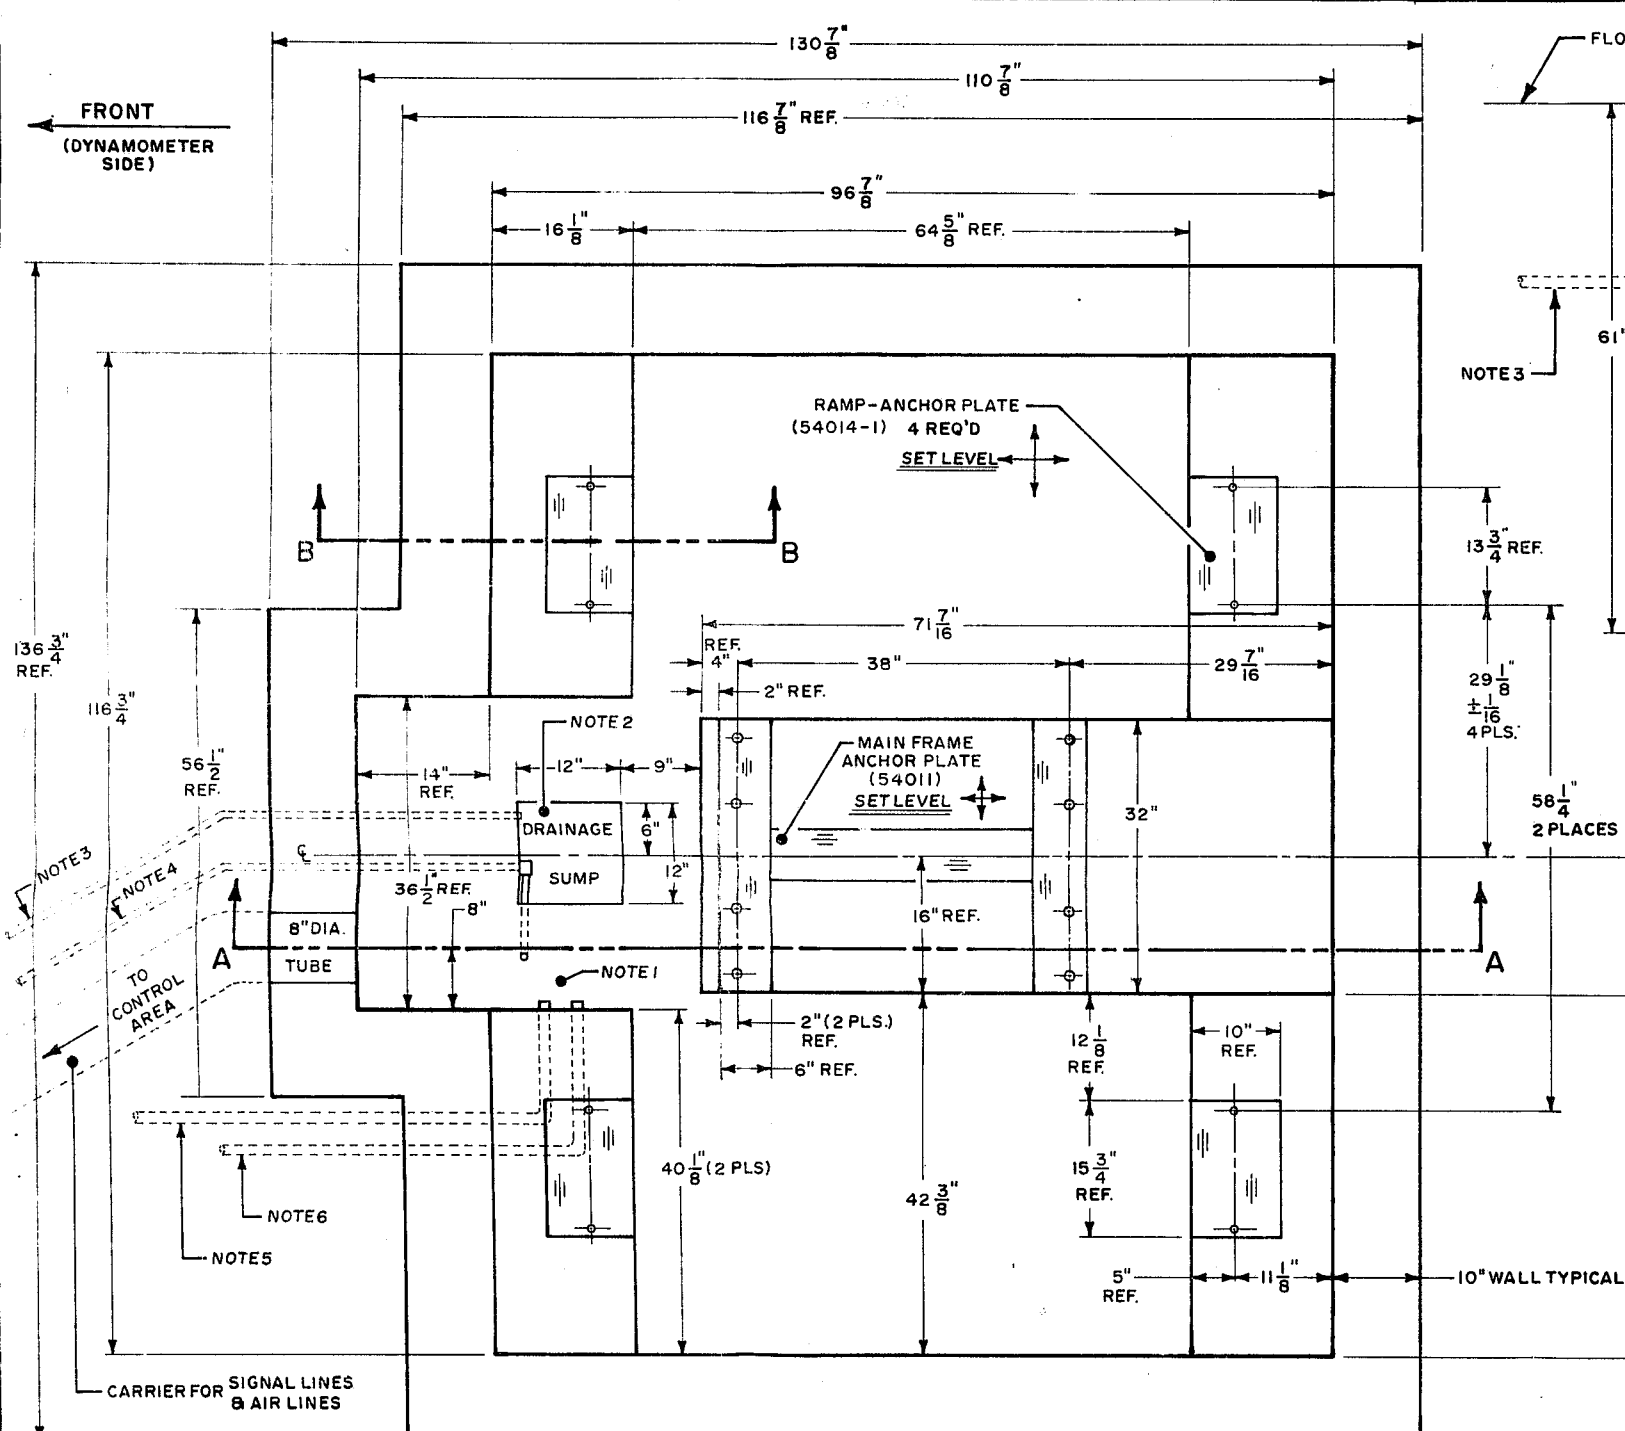 130 7/8"
110 7/8"
116 7/8" REF.
FLO
FRONT
(DYNAMOMETER
SIDE)
96 7/8"
16 1/8"
64 5/8" REF.
61"
NOTE 3
RAMP-ANCHOR PLATE
(54014-1) 4 REQ'D
SET LEVEL
B
B
13 3/4 REF.
136 3/4"
REF.
71 7/16"
REF.
4"
38"
29 7/16"
2" REF.
29 1/8"
±1/16
4 PLS.
116 3/4"
NOTE 2
56 1/2"
REF.
14"
REF.
12"
9"
MAIN FRAME
ANCHOR PLATE
(54011)
SET LEVEL
58 1/4"
2 PLACES
32"
DRAINAGE
SUMP
6"
12"
℄
NOTE 3
NOTE 4
36 1/2" REF.
8"
16" REF.
8" DIA.
TUBE
A
A
NOTE 1
TO
CONTROL
AREA
2" (2 PLS.)
REF.
6" REF.
12 1/8"
REF.
10"
REF.
40 1/8" (2 PLS)
15 3/4"
REF.
42 3/8"
NOTE 6
NOTE 5
5"
REF.
11 1/8"
10" WALL TYPICAL
CARRIER FOR SIGNAL LINES
& AIR LINES